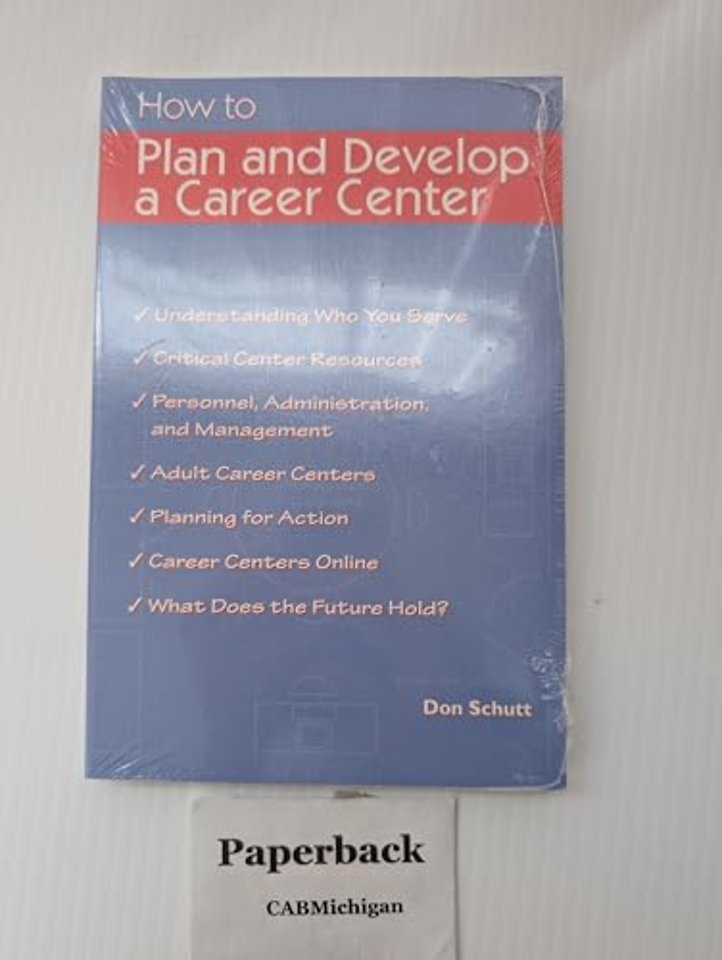 How to
Plan and Develop
a Career Center
✓ Understanding Who You Serve
✓ Critical Center Resources
✓ Personnel, Administration,
and Management
✓ Adult Career Centers
✓ Planning for Action
✓ Career Centers Online
✓ What Does the Future Hold?
Don Schutt
Paperback
CABMichigan